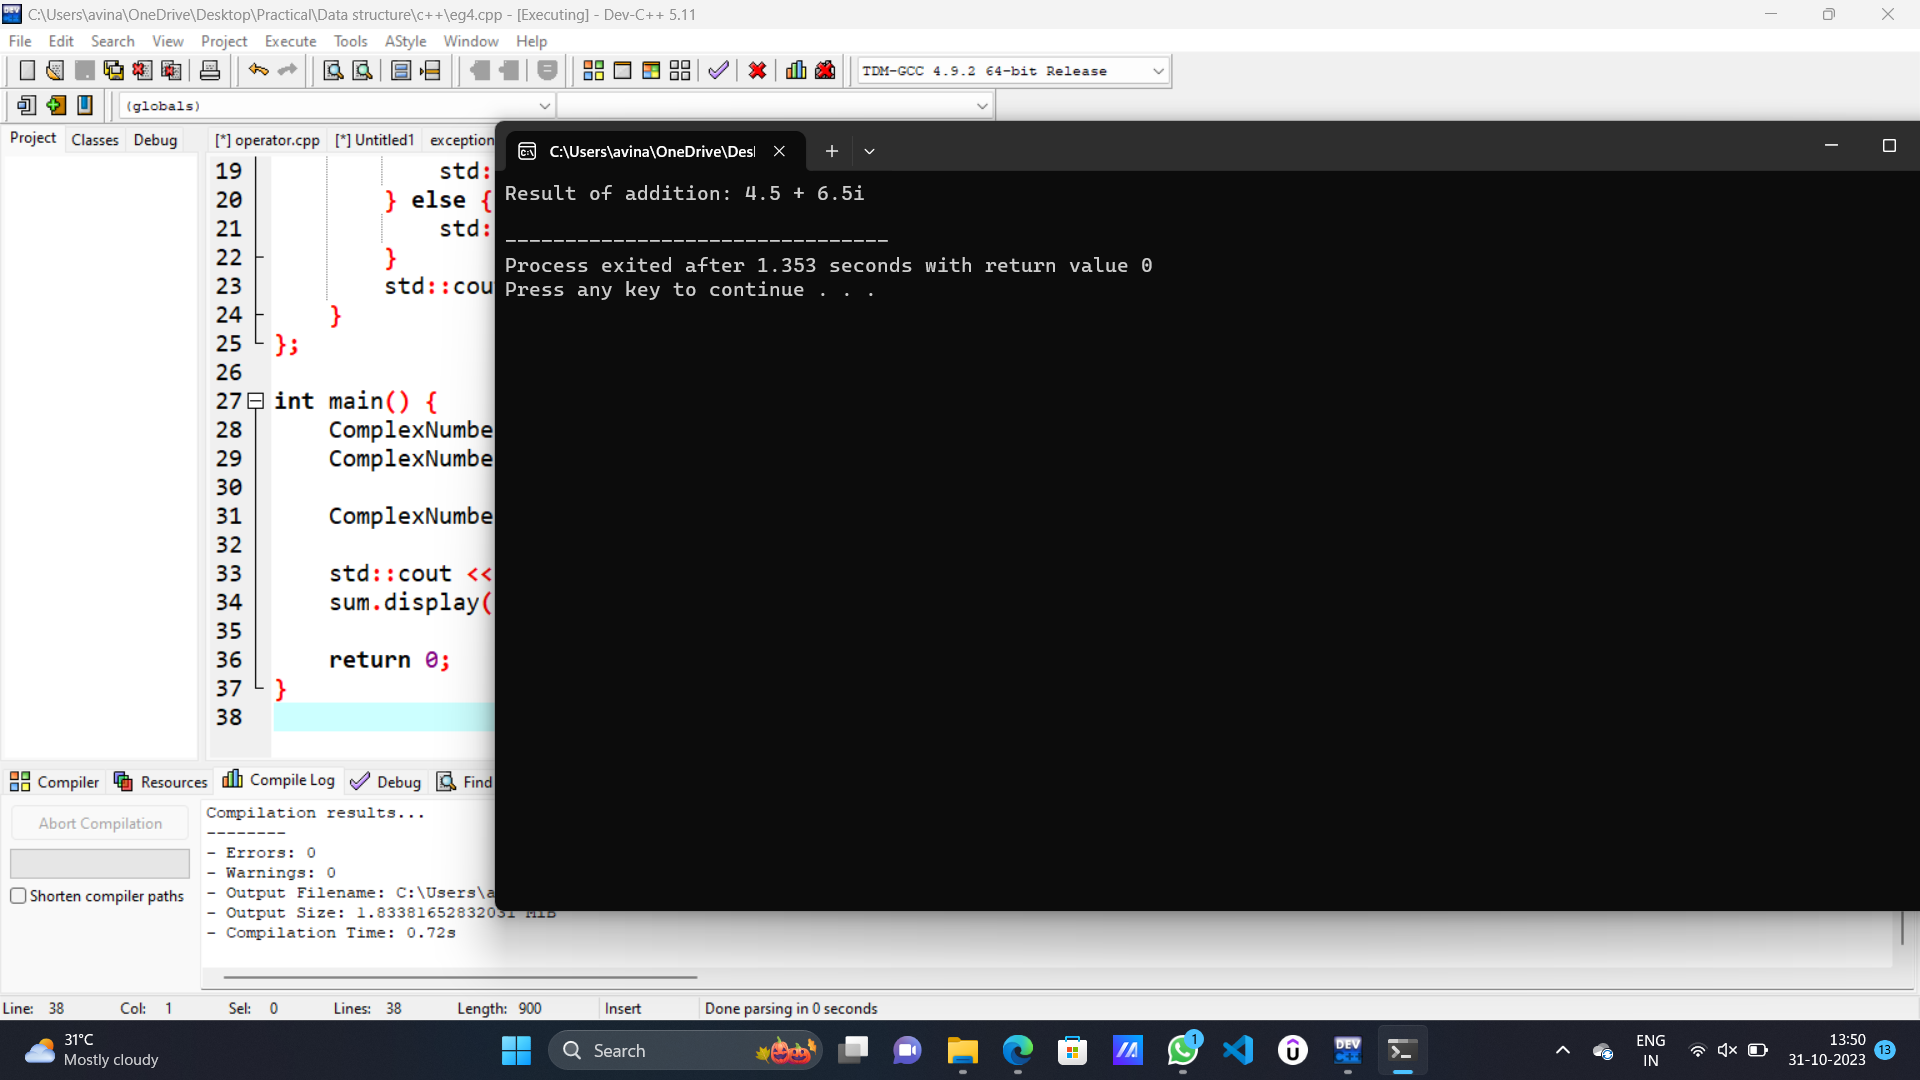 C:\Users\avina\OneDrive\Desktop\Practical\Data structure\c++\eg4.cpp - [Executing] - Dev-C++ 5.11
File Edit Search View Project Execute Tools AStyle Window Help
TDM-GCC 4.9.2 64-bit Release
(globals)
Project Classes Debug
[*] operator.cpp [*] Untitled1 exception
C:\Users\avina\OneDrive\Des
19 std:
20 } else {
21 std:
22 }
23 std::cou
24 }
25 };
26
27 int main() {
28 ComplexNumbe
29 ComplexNumbe
30
31 ComplexNumbe
32
33 std::cout <<
34 sum.display(
35
36 return 0;
37 }
38
Result of addition: 4.5 + 6.5i
--------------------------------
Process exited after 1.353 seconds with return value 0
Press any key to continue . . .
Compiler Resources Compile Log Debug Find
Abort Compilation
Shorten compiler paths
Compilation results...
--------
- Errors: 0
- Warnings: 0
- Output Filename: C:\Users\a
- Output Size: 1.83381652832031 MiB
- Compilation Time: 0.72s
Line: 38 Col: 1 Sel: 0 Lines: 38 Length: 900 Insert Done parsing in 0 seconds
31°C
Mostly cloudy
Search
DEV
C++
1
ENG
IN
13:50
31-10-2023
13